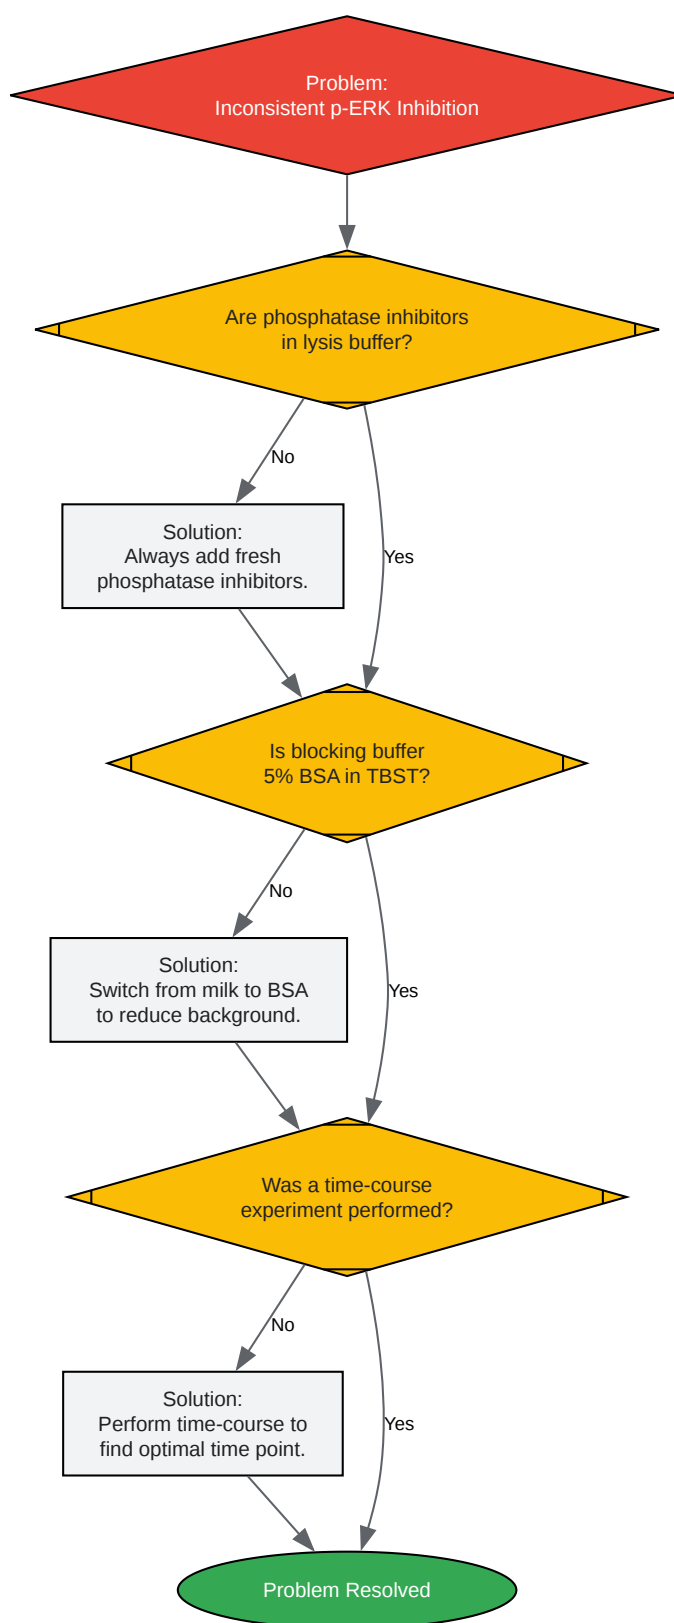 Problem:
Inconsistent p-ERK Inhibition
Are phosphatase inhibitors
in lysis buffer?
No
Solution:
Always add fresh
phosphatase inhibitors.
Yes
Is blocking buffer
5% BSA in TBST?
No
Solution:
Switch from milk to BSA
to reduce background.
Yes
Was a time-course
experiment performed?
No
Solution:
Perform time-course to
find optimal time point.
Yes
Problem Resolved